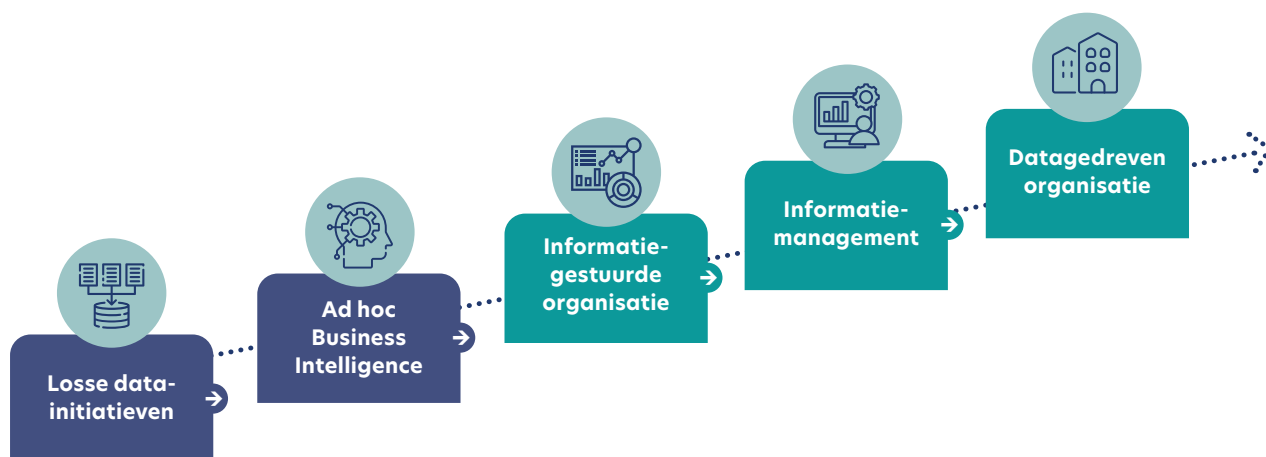 Losse data-
initiatieven
Ad hoc
Business
Intelligence
Informatie-
gestuurde
organisatie
Informatie-
management
Datagedreven
organisatie